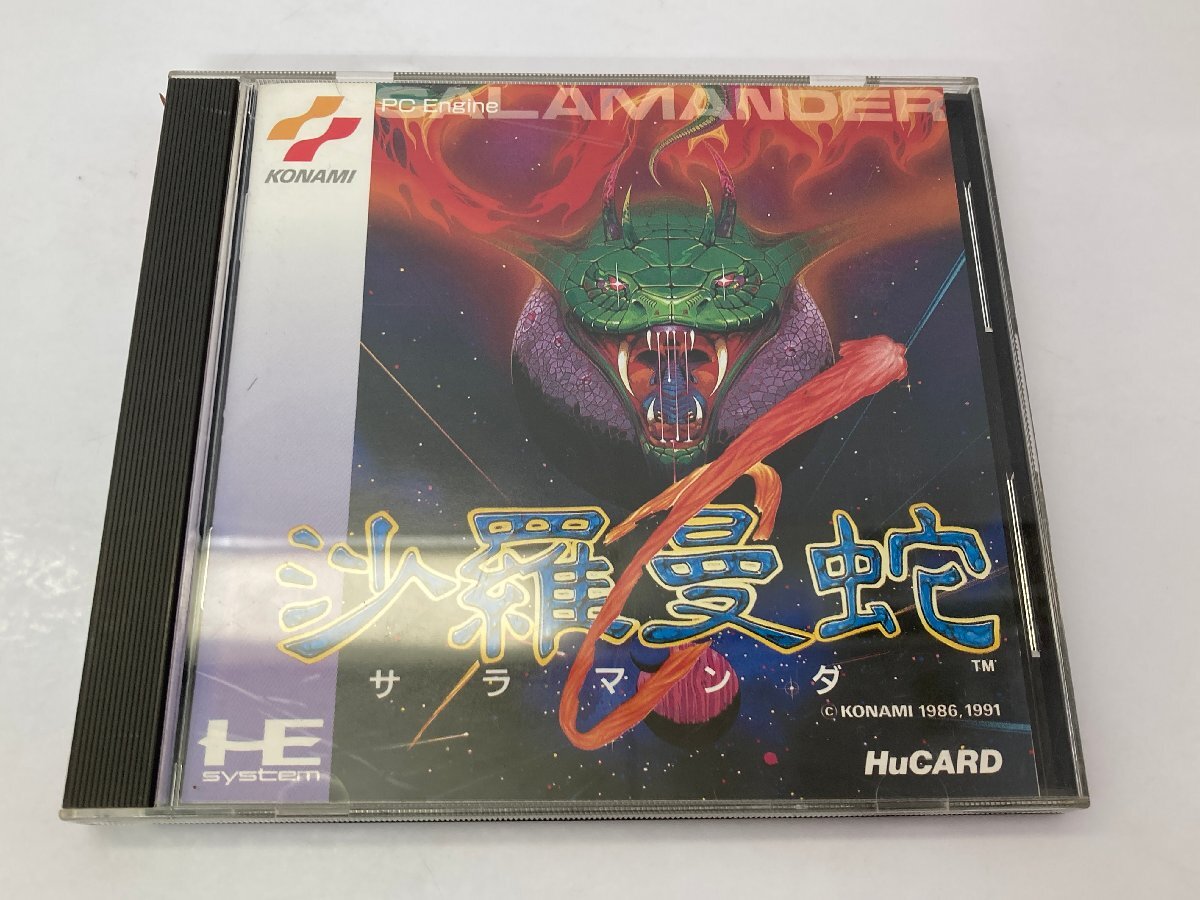 SALAMANDER
PC Engine
KONAMI
沙羅曼蛇
サラマンダ
TM
© KONAMI 1986, 1991
HE
system
HuCARD